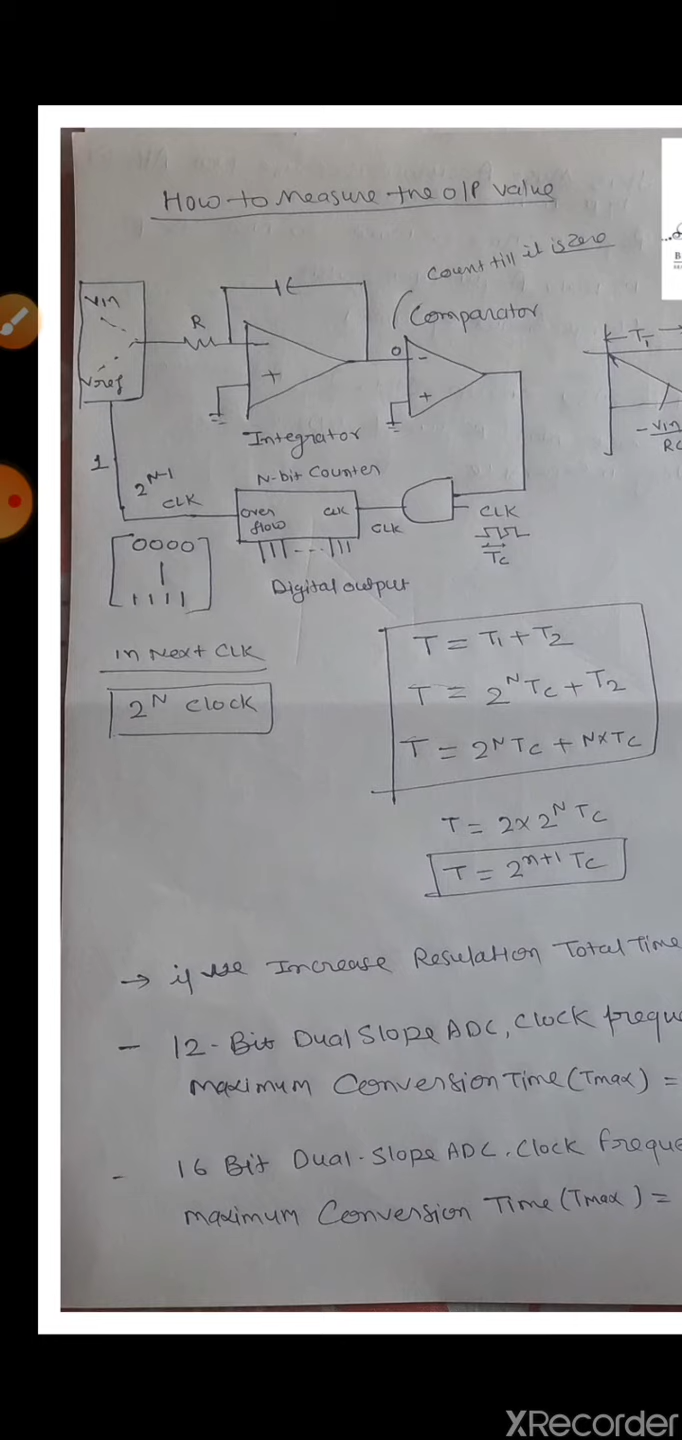 How to measure the O/P value
Count till it is zero
Comparator
Vin
R
Vref
0
-
+
-
+
T1
-Vin
RC
Integrator
1
2^N-1
CLK
N-bit Counter
Over flow
CLK
CLK
CLK
Tc
0000
1111
Digital output
in Next CLK
2^N clock
T = T1 + T2
T = 2^N Tc + T2
T = 2^N Tc + N x Tc
T = 2 x 2^N Tc
T = 2^n+1 Tc
→ if we Increase Resulation Total Time
- 12-Bit Dual Slope ADC, Clock frequ
maximum Conversion Time (Tmax) =
- 16 Bit Dual-Slope ADC. Clock freque
maximum Conversion Time (Tmax) =
XRecorder